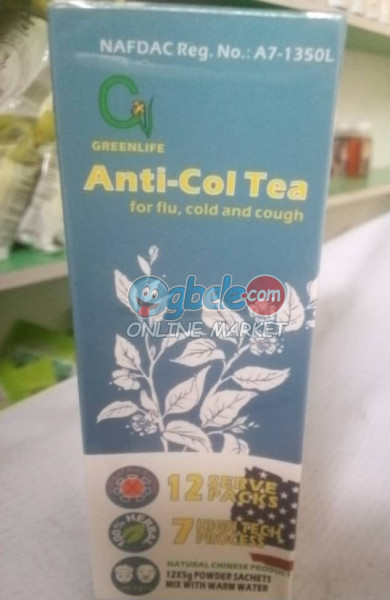 NAFDAC Reg. No.: A7-1350L
GREENLIFE
Anti-Col Tea
for flu, cold and cough
gbele.com
ONLINE MARKET
12 SERVE PACKS
100% HERBAL
7 HIGH TECH PROCESS
NATURAL CHINESE PRODUCT
12X5g POWDER SACHETS
MIX WITH WARM WATER